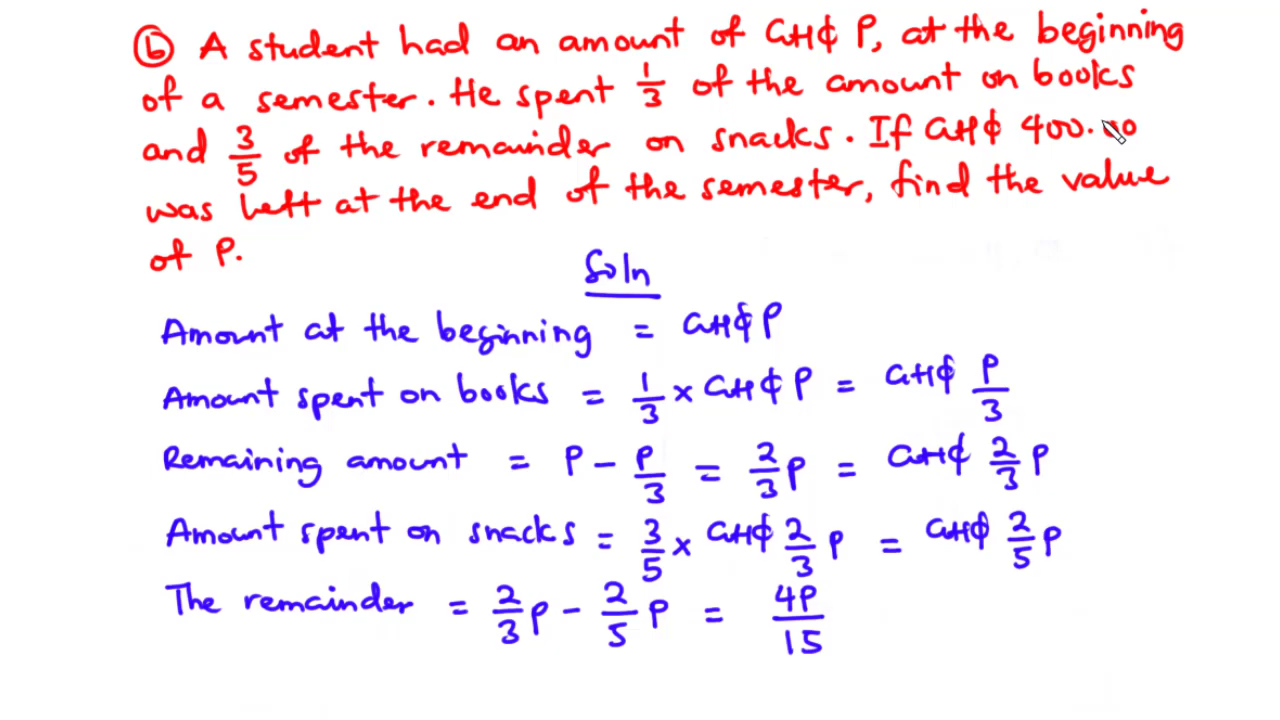 ⓑ A student had an amount of GH₵ P, at the beginning
of a semester. He spent 1/3 of the amount on books
and 3/5 of the remainder on snacks. If GH₵ 400.00
was left at the end of the semester, find the value
of P.
Soln
Amount at the beginning = GH₵ P
Amount spent on books = 1/3 × GH₵ P = GH₵ P/3
Remaining amount = P - P/3 = 2/3 P = GH₵ 2/3 P
Amount spent on snacks = 3/5 × GH₵ 2/3 P = GH₵ 2/5 P
The remainder = 2/3 P - 2/5 P = 4P/15